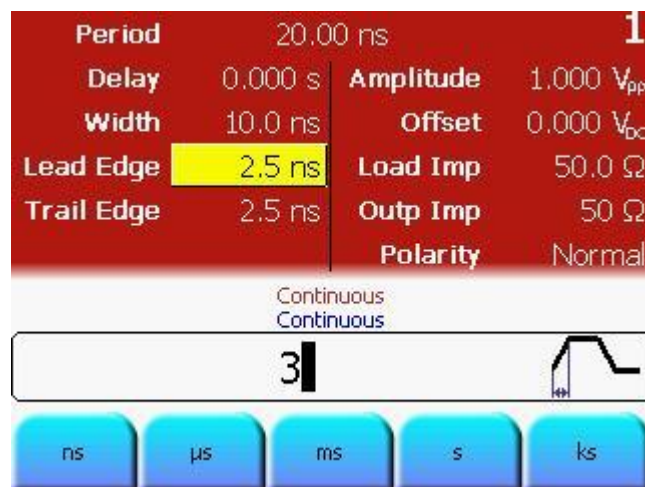 Period 20.00 ns 1
Delay 0.000 s Amplitude 1.000 Vpp
Width 10.0 ns Offset 0.000 Vdc
Lead Edge 2.5 ns Load Imp 50.0 Ω
Trail Edge 2.5 ns Outp Imp 50 Ω
Polarity Normal
Continuous
Continuous
3
ns µs ms s ks